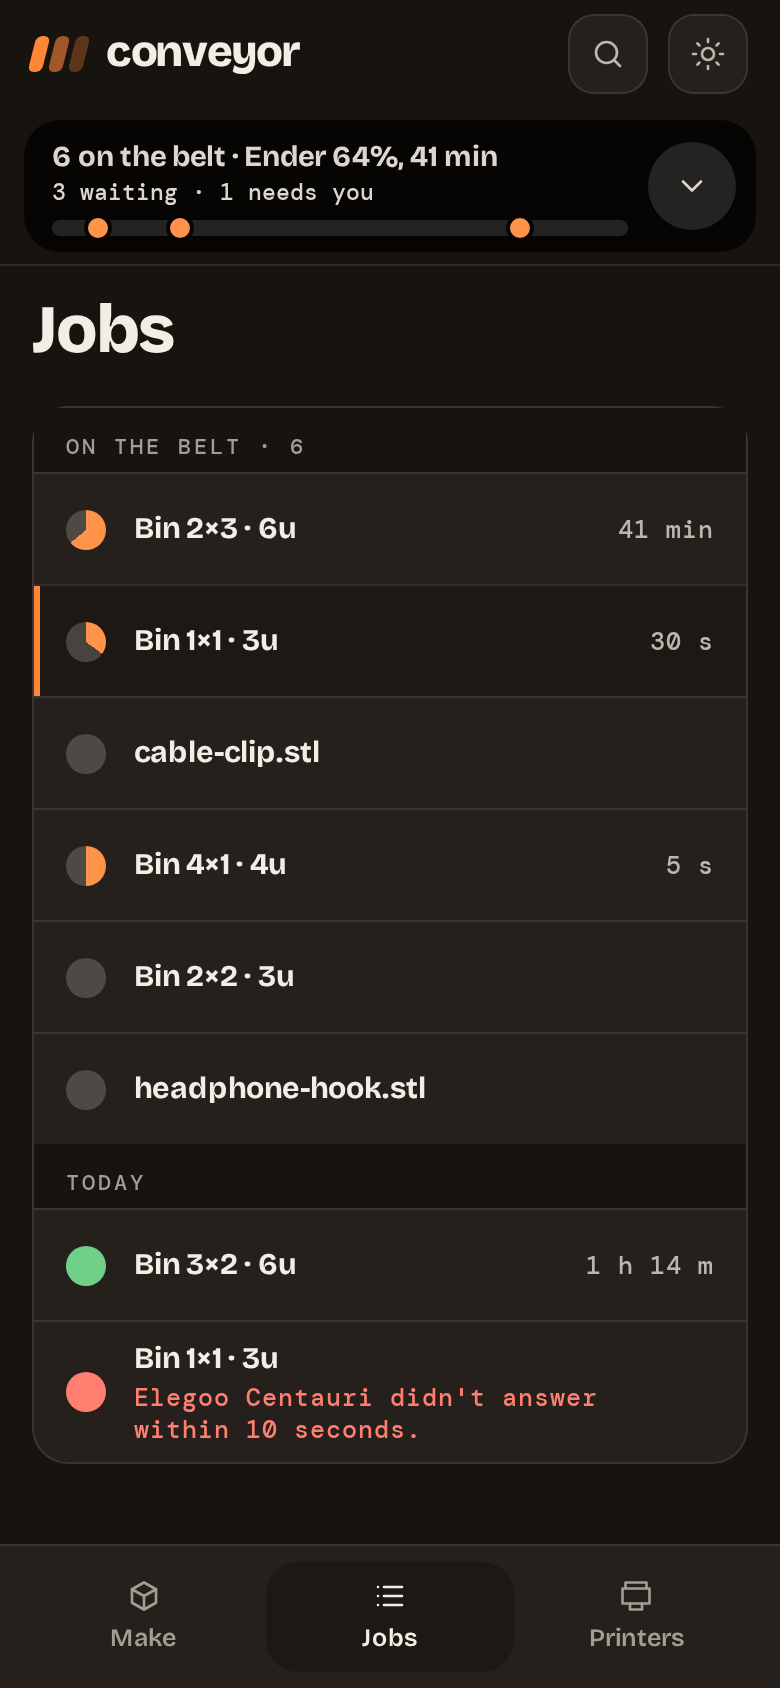 conveyor
6 on the belt · Ender 64%, 41 min
3 waiting · 1 needs you
Jobs
ON THE BELT · 6
Bin 2×3 · 6u 41 min
Bin 1×1 · 3u 30 s
cable-clip.stl
Bin 4×1 · 4u 5 s
Bin 2×2 · 3u
headphone-hook.stl
TODAY
Bin 3×2 · 6u 1 h 14 m
Bin 1×1 · 3u
Elegoo Centauri didn't answer
within 10 seconds.
Make Jobs Printers